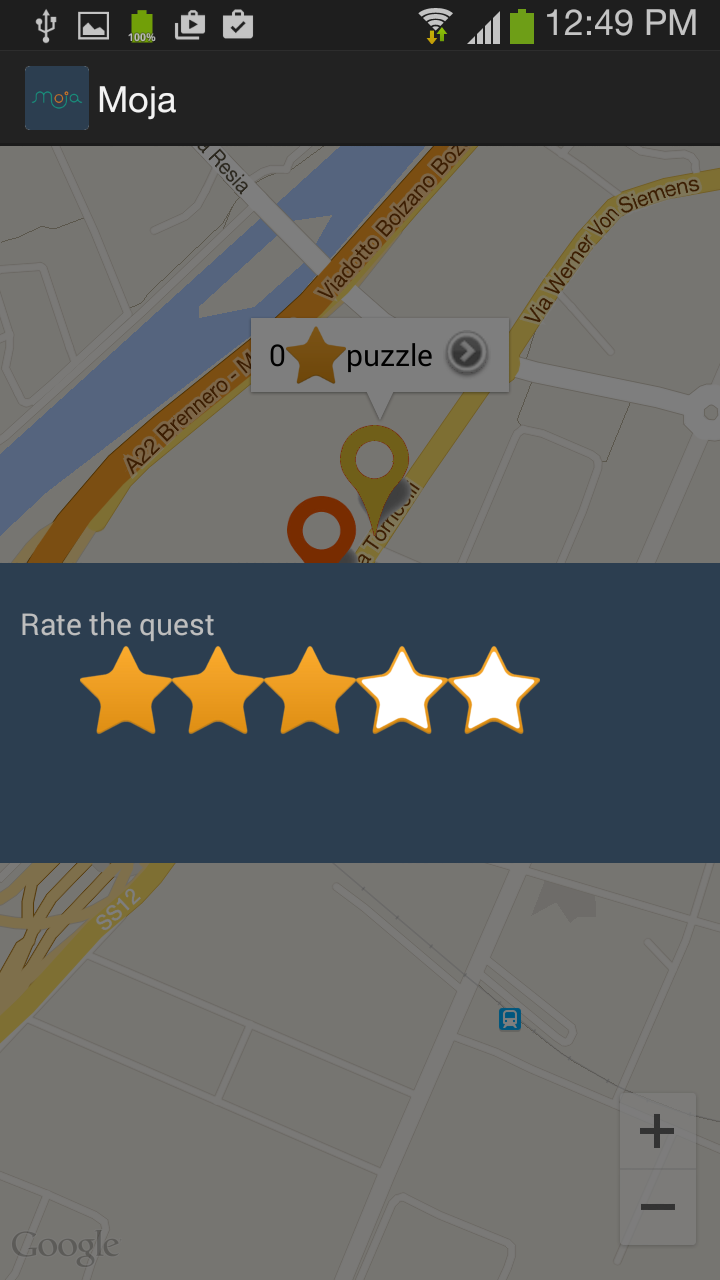 100%
12:49 PM
moja
Moja
a Resia
Viadotto Bolzano Boz
Via Werner Von Siemens
0 puzzle
A22 Brennero - M
a Torricelli
Rate the quest
SS12
Google